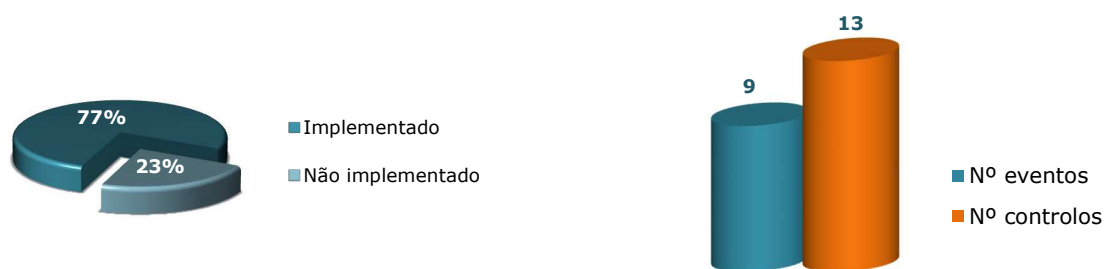 77%
23%
Implementado
Não implementado
13
9
Nº eventos
Nº controlos